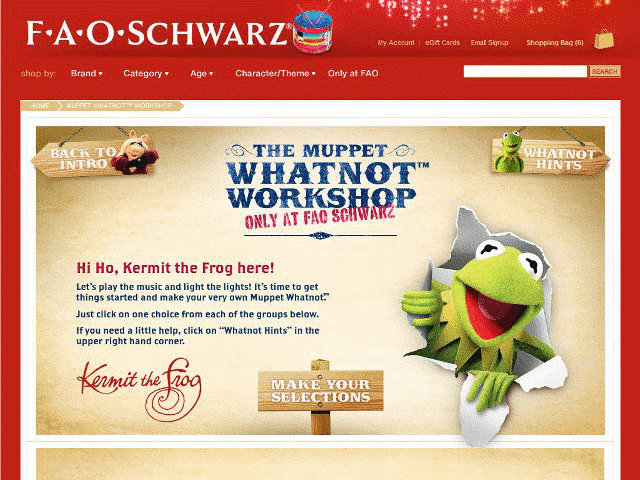 F·A·O·SCHWARZ®
My Account | eGift Cards | Email Signup Shopping Bag (0)
shop by: Brand Category Age Character/Theme Only at FAO
SEARCH
HOME MUPPET WHATNOT™ WORKSHOP
BACK TO
INTRO
WHATNOT
HINTS
THE MUPPET
WHATNOT™
WORKSHOP
ONLY AT FAO SCHWARZ
Hi Ho, Kermit the Frog here!
Let's play the music and light the lights! It's time to get
things started and make your very own Muppet Whatnot.™
Just click on one choice from each of the groups below.
If you need a little help, click on "Whatnot Hints" in the
upper right hand corner.
Kermit the Frog
MAKE YOUR
SELECTIONS